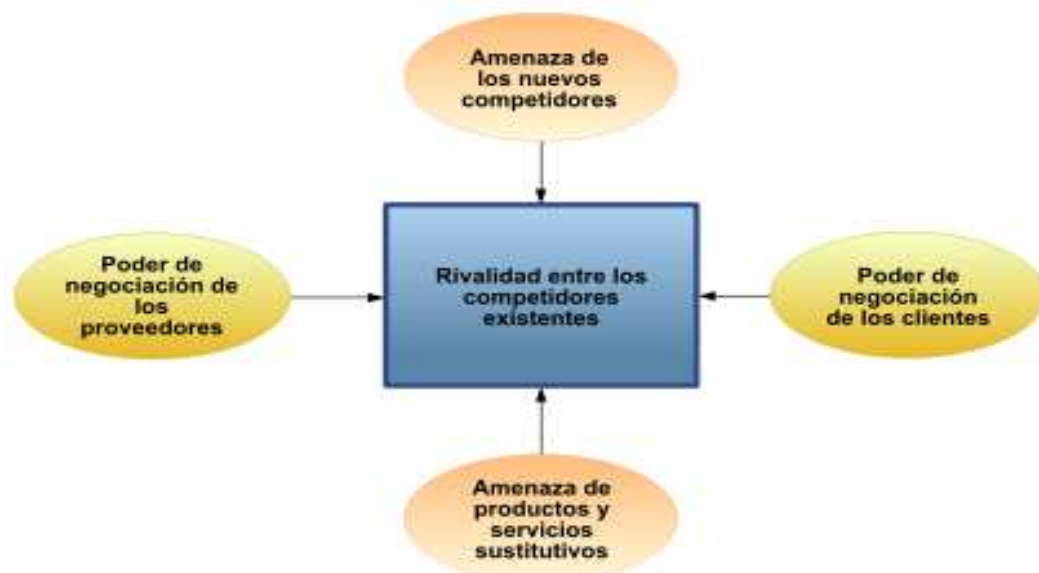 Amenaza de
los nuevos
competidores
Poder de
negociación de
los
proveedores
Rivalidad entre los
competidores
existentes
Poder de
negociación
de los clientes
Amenaza de
productos y
servicios
sustitutivos